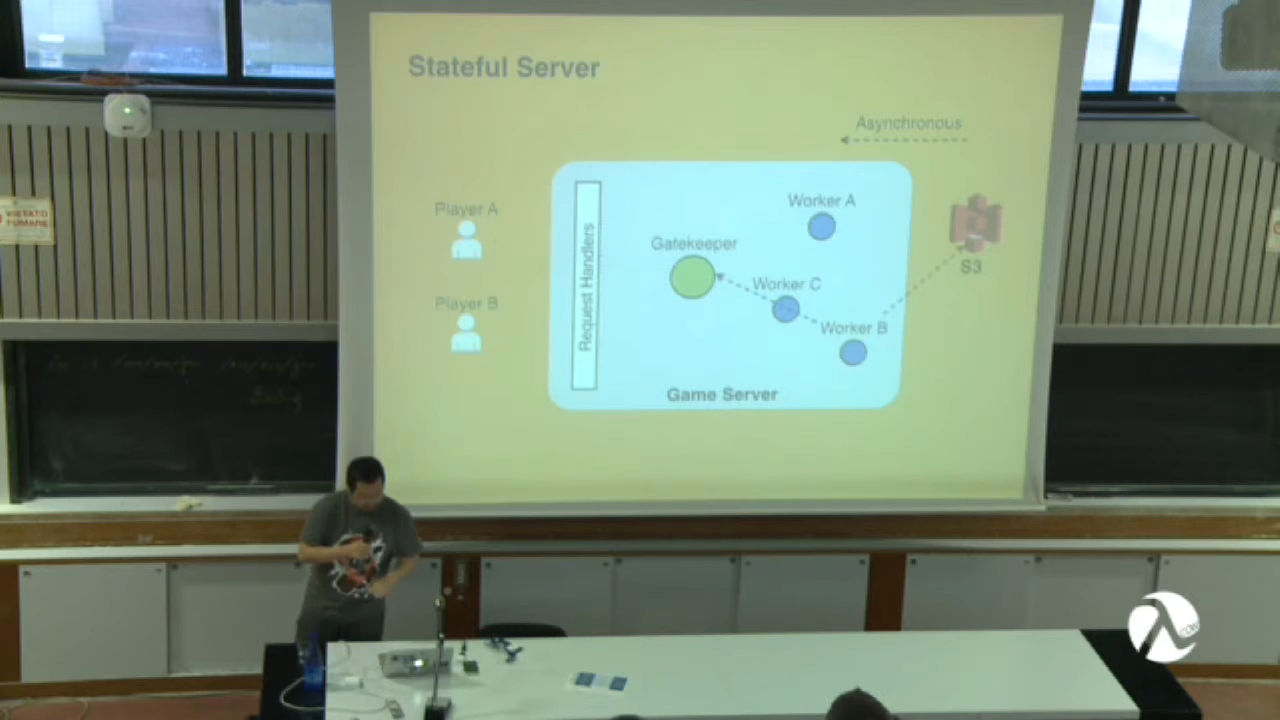 Stateful Server
Asynchronous
Player A
Player B
Request Handlers
Gatekeeper
Worker A
Worker C
Worker B
Game Server
S3
VIETATO
FUMARE